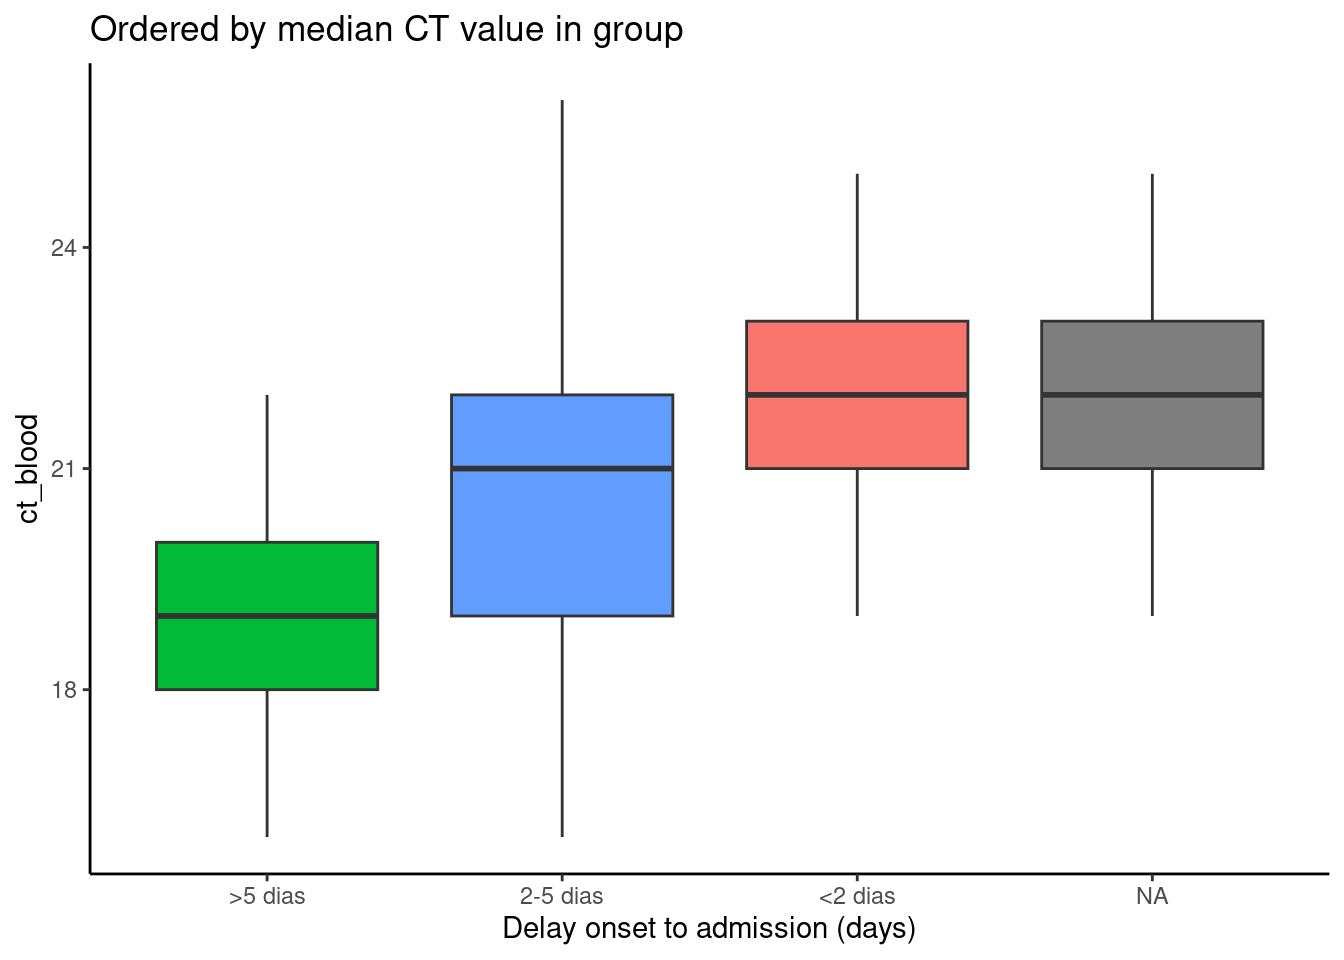 Ordered by median CT value in group
ct_blood
24
21
18
>5 dias
2-5 dias
<2 dias
NA
Delay onset to admission (days)